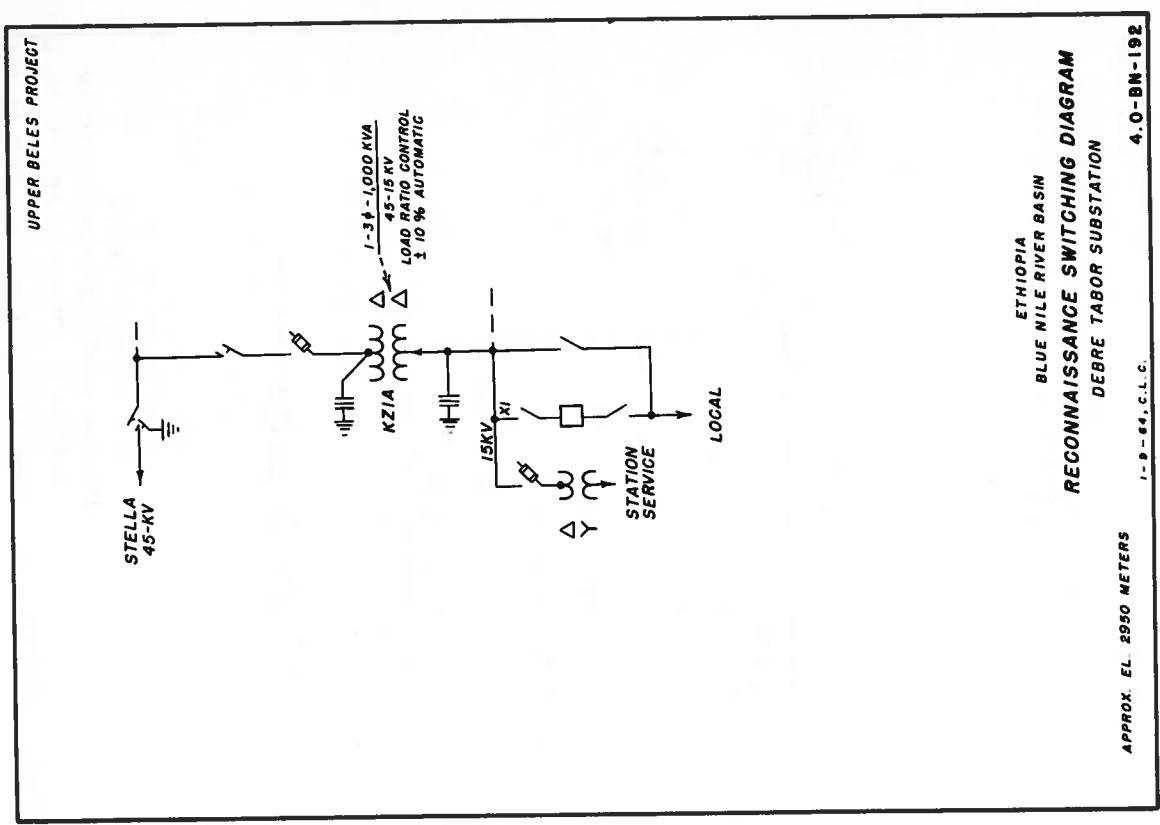 UPPER BELES PROJECT
STELLA
45-KV
1-3ϕ-1,000 KVA
45-15 KV
LOAD RATIO CONTROL
± 10 % AUTOMATIC
KZ1A
15KV
X1
STATION
SERVICE
LOCAL
ETHIOPIA
BLUE NILE RIVER BASIN
RECONNAISSANCE SWITCHING DIAGRAM
DEBRE TABOR SUBSTATION
APPROX. EL. 2950 METERS
1-9-64, C.L.C.
4.0-BN-192